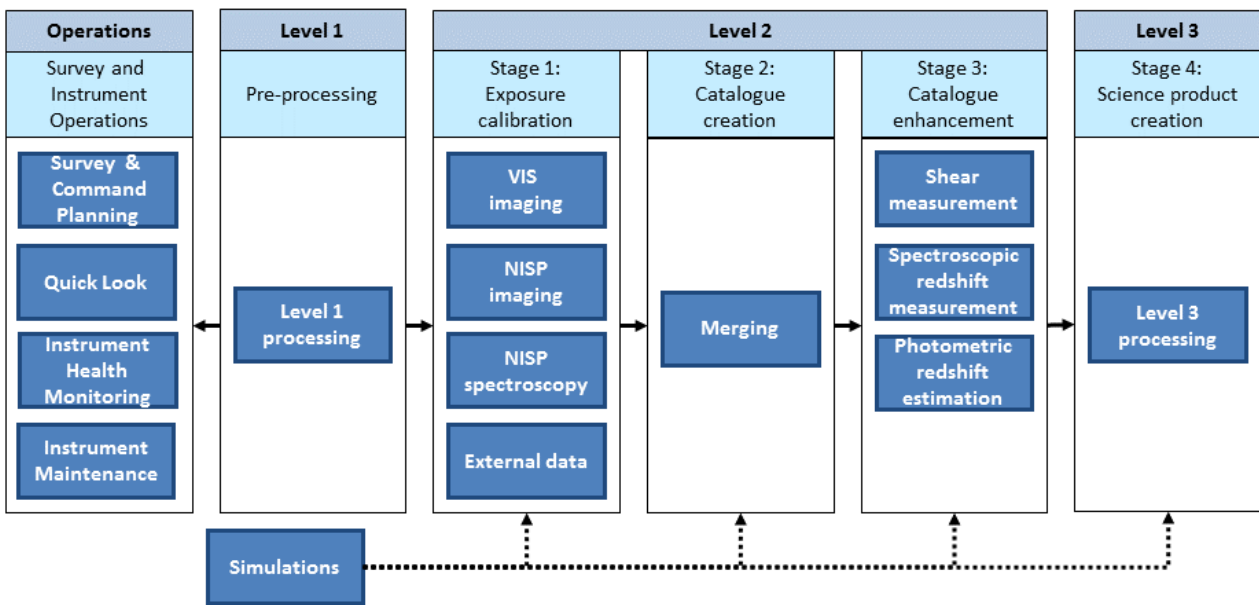 Operations
Level 1
Level 2
Level 3
Survey and
Instrument
Operations
Pre-processing
Stage 1:
Exposure
calibration
Stage 2:
Catalogue
creation
Stage 3:
Catalogue
enhancement
Stage 4:
Science product
creation
Survey &
Command
Planning
Quick Look
Instrument
Health
Monitoring
Instrument
Maintenance
Level 1
processing
VIS
imaging
NISP
imaging
NISP
spectroscopy
External data
Merging
Shear
measurement
Spectroscopic
redshift
measurement
Photometric
redshift
estimation
Level 3
processing
Simulations